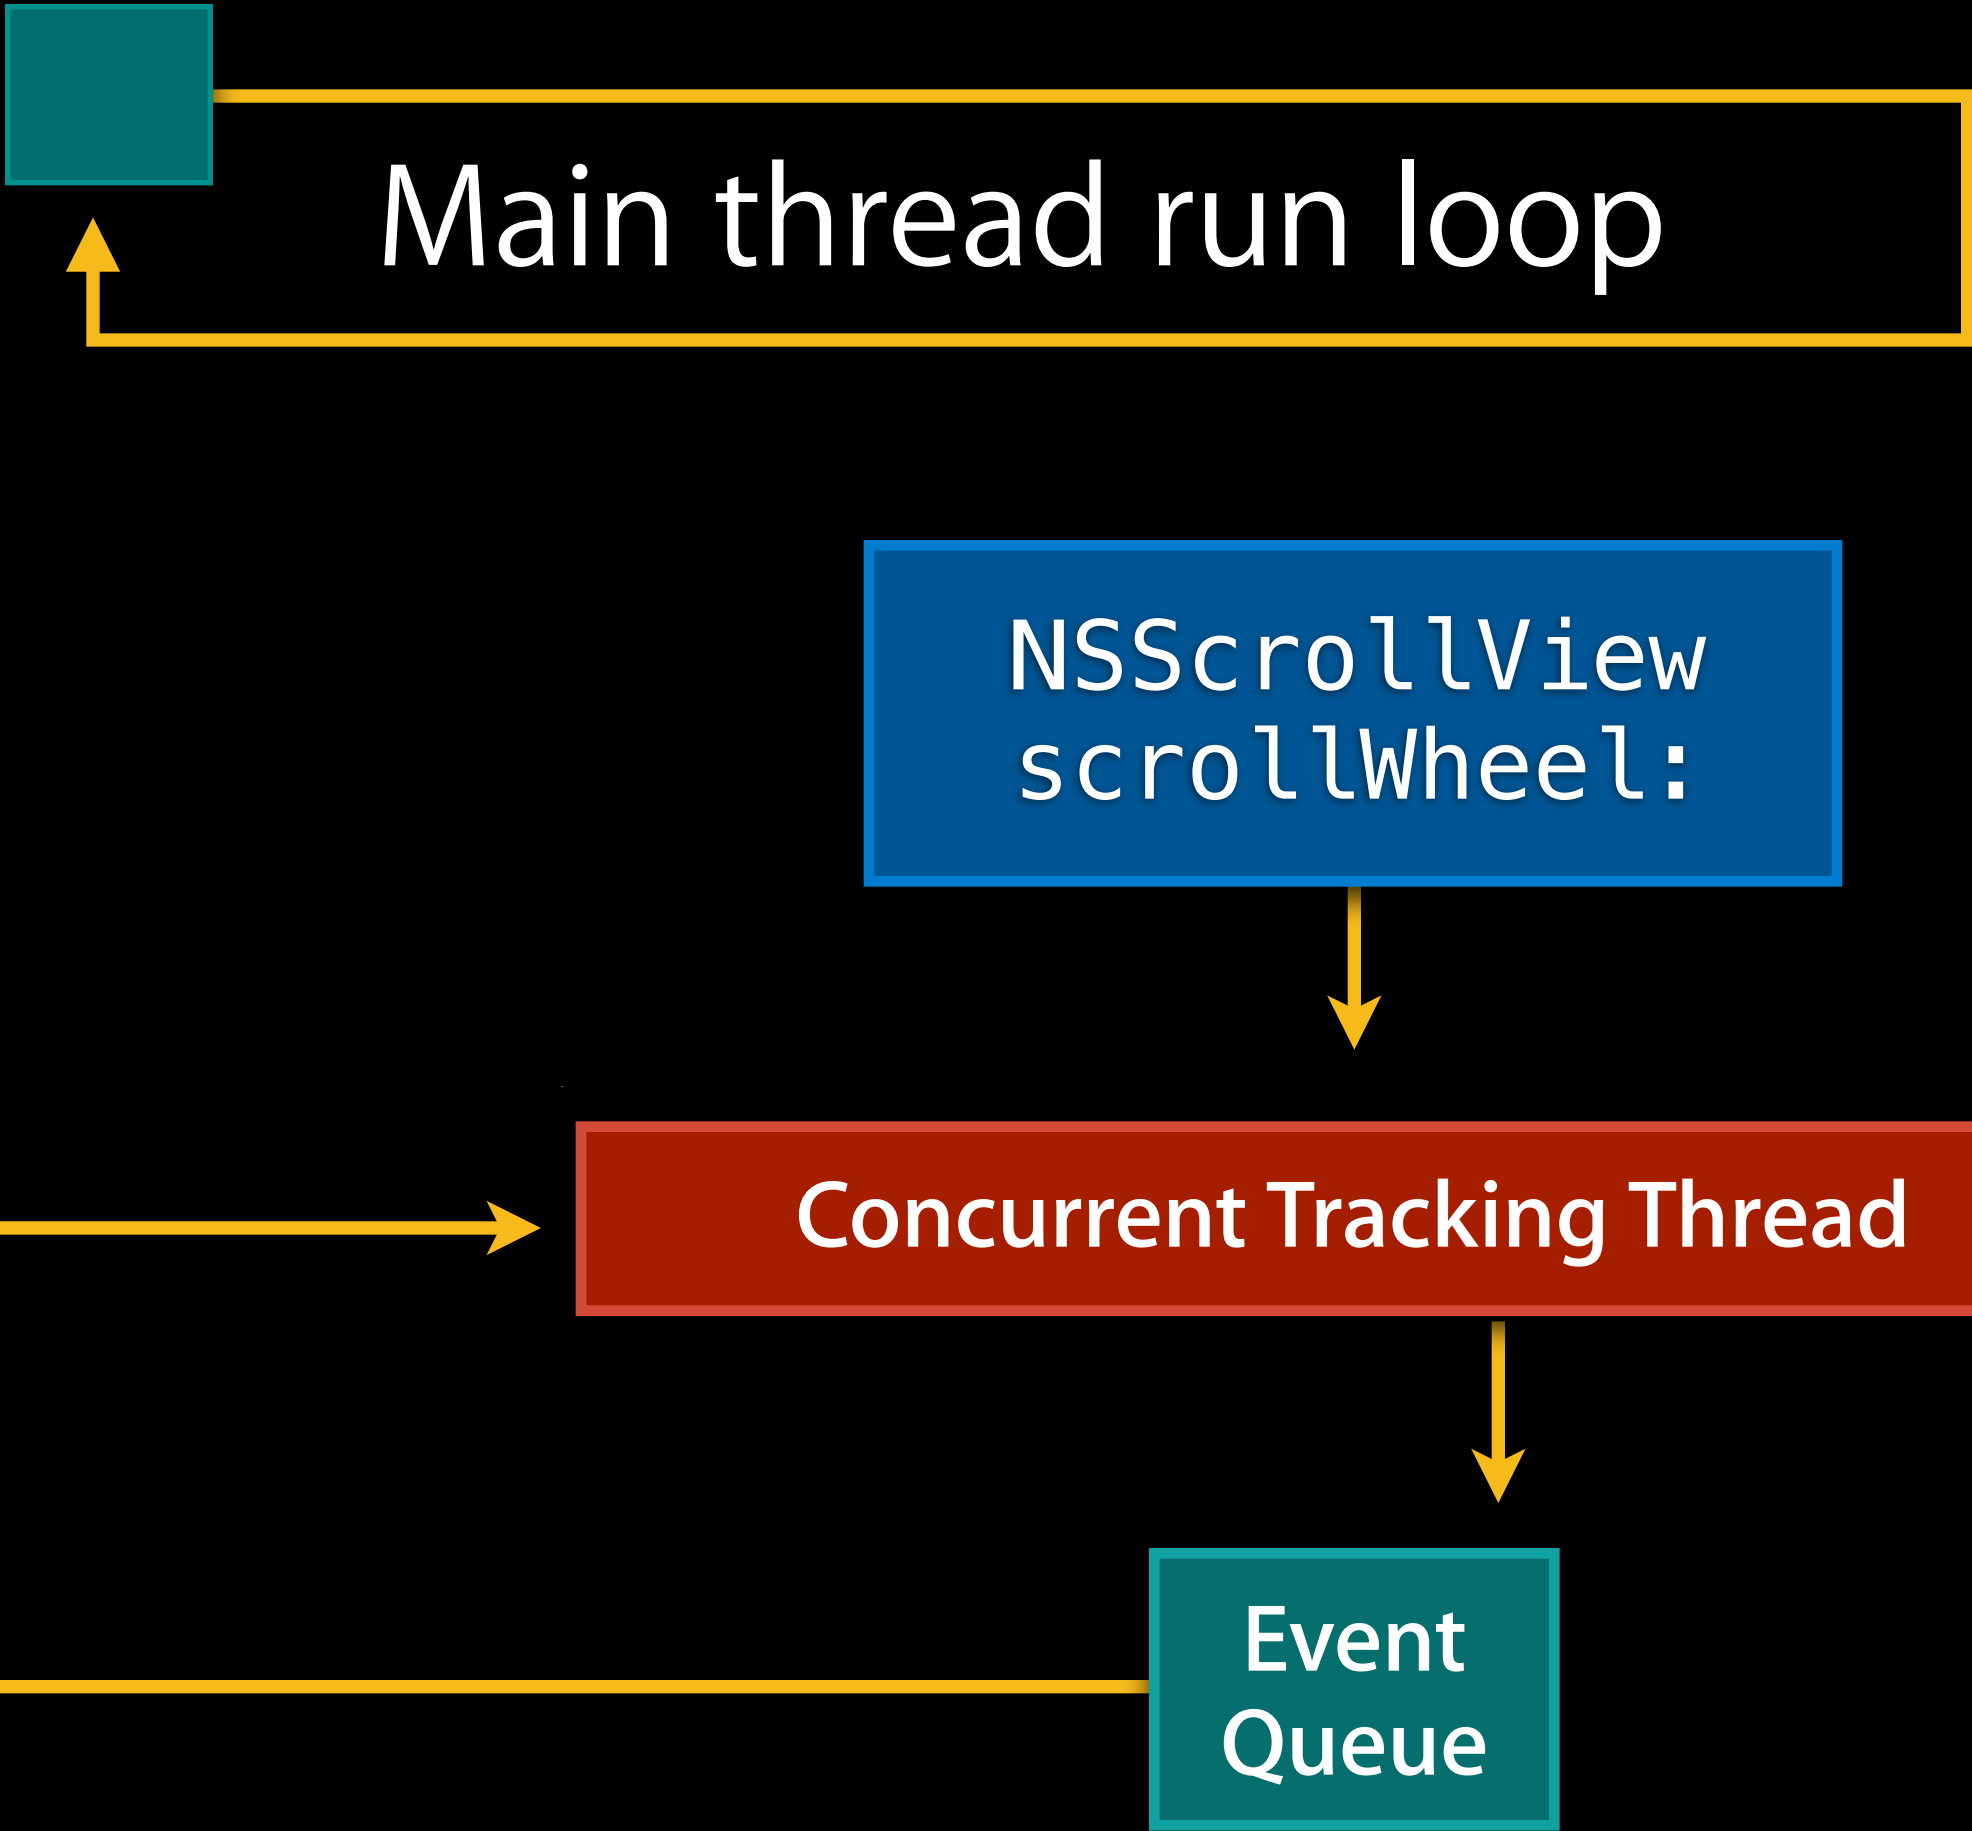 Main thread run loop
NSScrollView
scrollWheel:
Concurrent Tracking Thread
Event
Queue